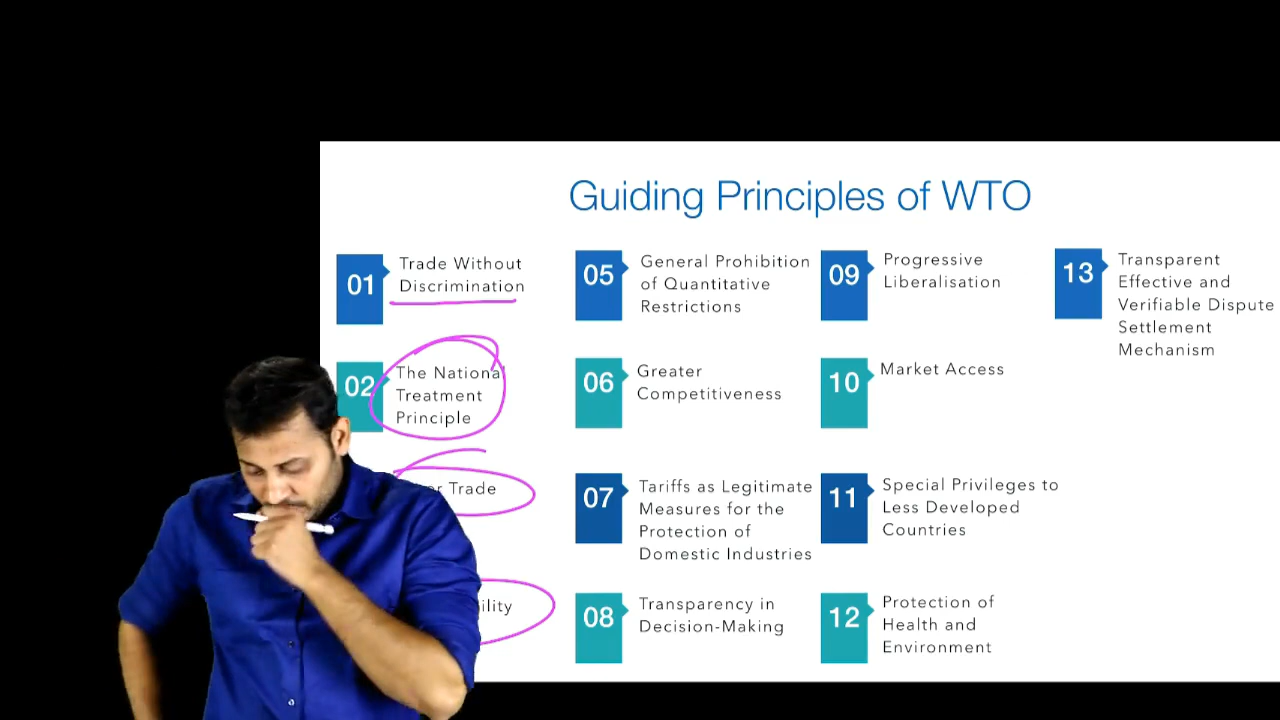 Guiding Principles of WTO
01
Trade Without
Discrimination
02
The National
Treatment
Principle
Trade
05
General Prohibition
of Quantitative
Restrictions
06
Greater
Competitiveness
07
Tariffs as Legitimate
Measures for the
Protection of
Domestic Industries
08
Transparency in
Decision-Making
09
Progressive
Liberalisation
10
Market Access
11
Special Privileges to
Less Developed
Countries
12
Protection of
Health and
Environment
13
Transparent
Effective and
Verifiable Dispute
Settlement
Mechanism